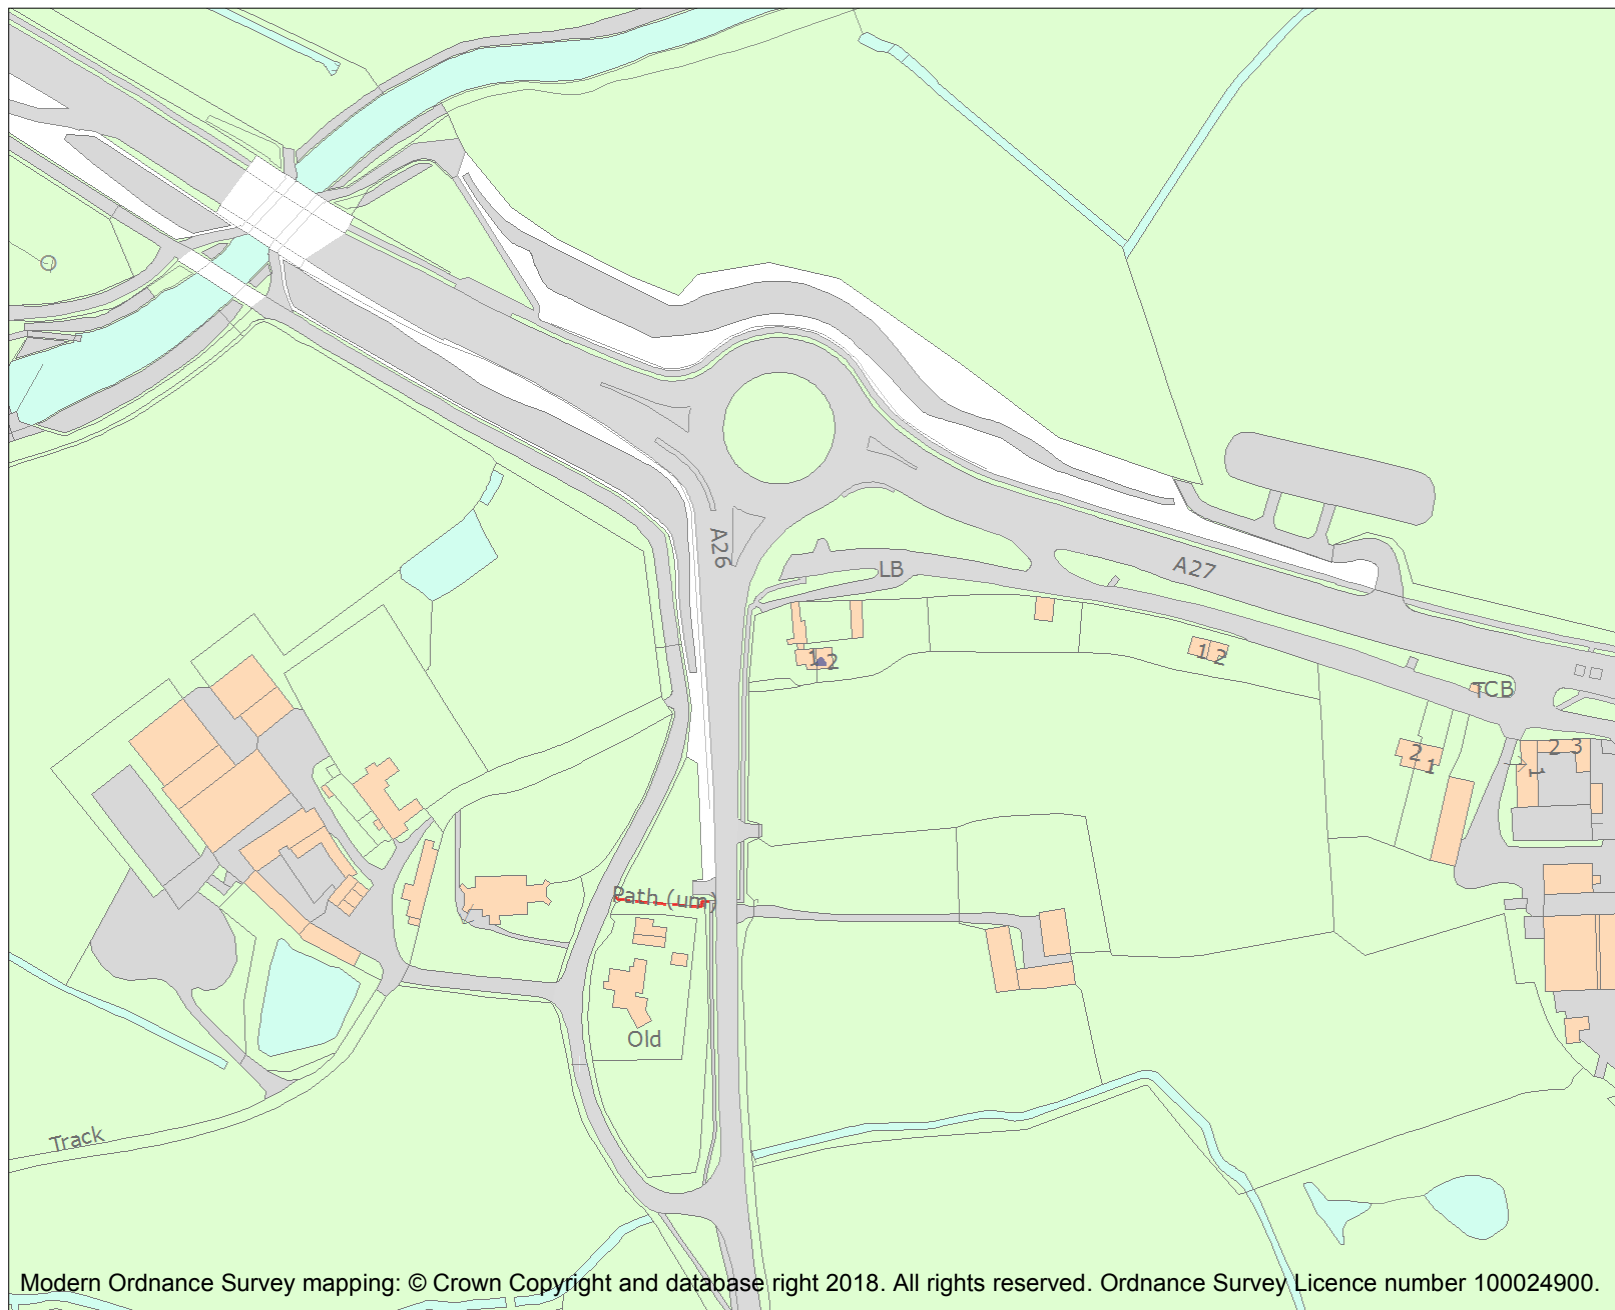 A26
LB
A27
1 2
1 2
TCB
2 1
2 3
1
Path (um)
Old
Track
Modern Ordnance Survey mapping: © Crown Copyright and database right 2018. All rights reserved. Ordnance Survey Licence number 100024900.